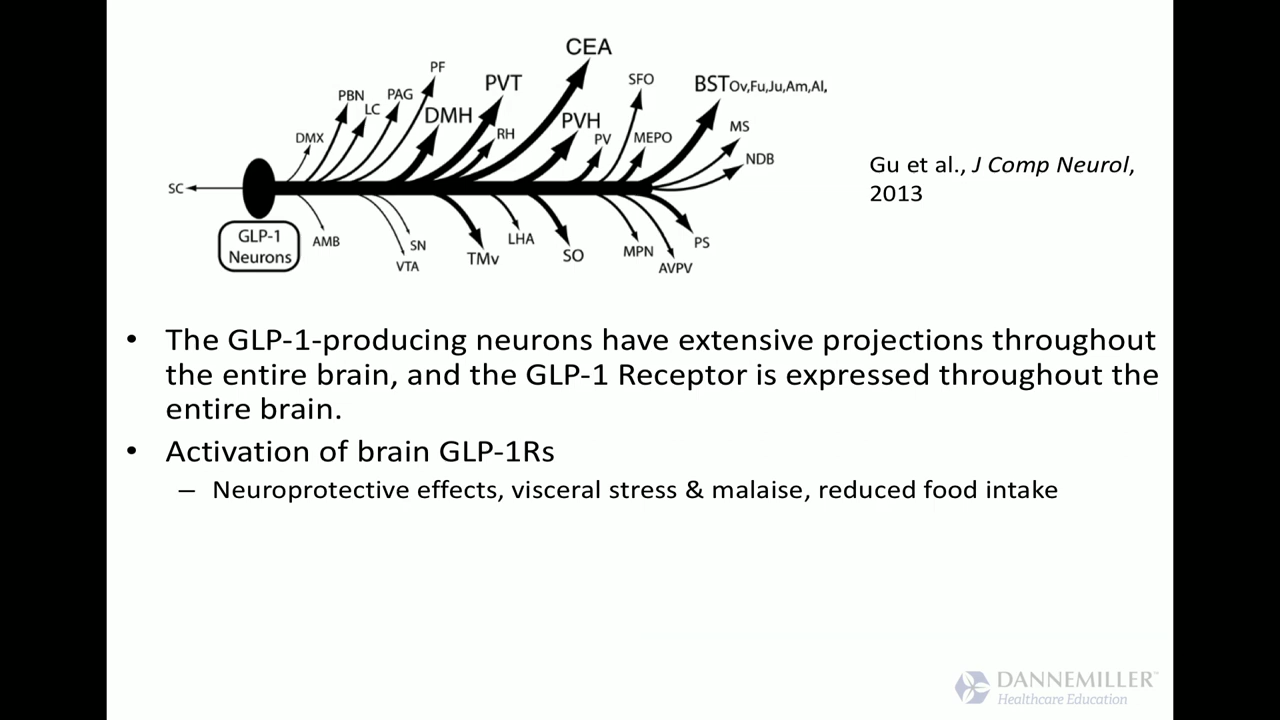 CEA
PF
PVT
SFO
BSTOv,Fu,Ju,Am,Al,
PBN
PAG
LC
DMH
PVH
DMX
RH
PV
MEPO
MS
NDB
Gu et al., J Comp Neurol,
2013
SC
GLP-1
Neurons
AMB
SN
VTA
TMv
LHA
SO
MPN
AVPV
PS
• The GLP-1-producing neurons have extensive projections throughout
the entire brain, and the GLP-1 Receptor is expressed throughout the
entire brain.
• Activation of brain GLP-1Rs
– Neuroprotective effects, visceral stress & malaise, reduced food intake
DANNEMILLER™
Healthcare Education